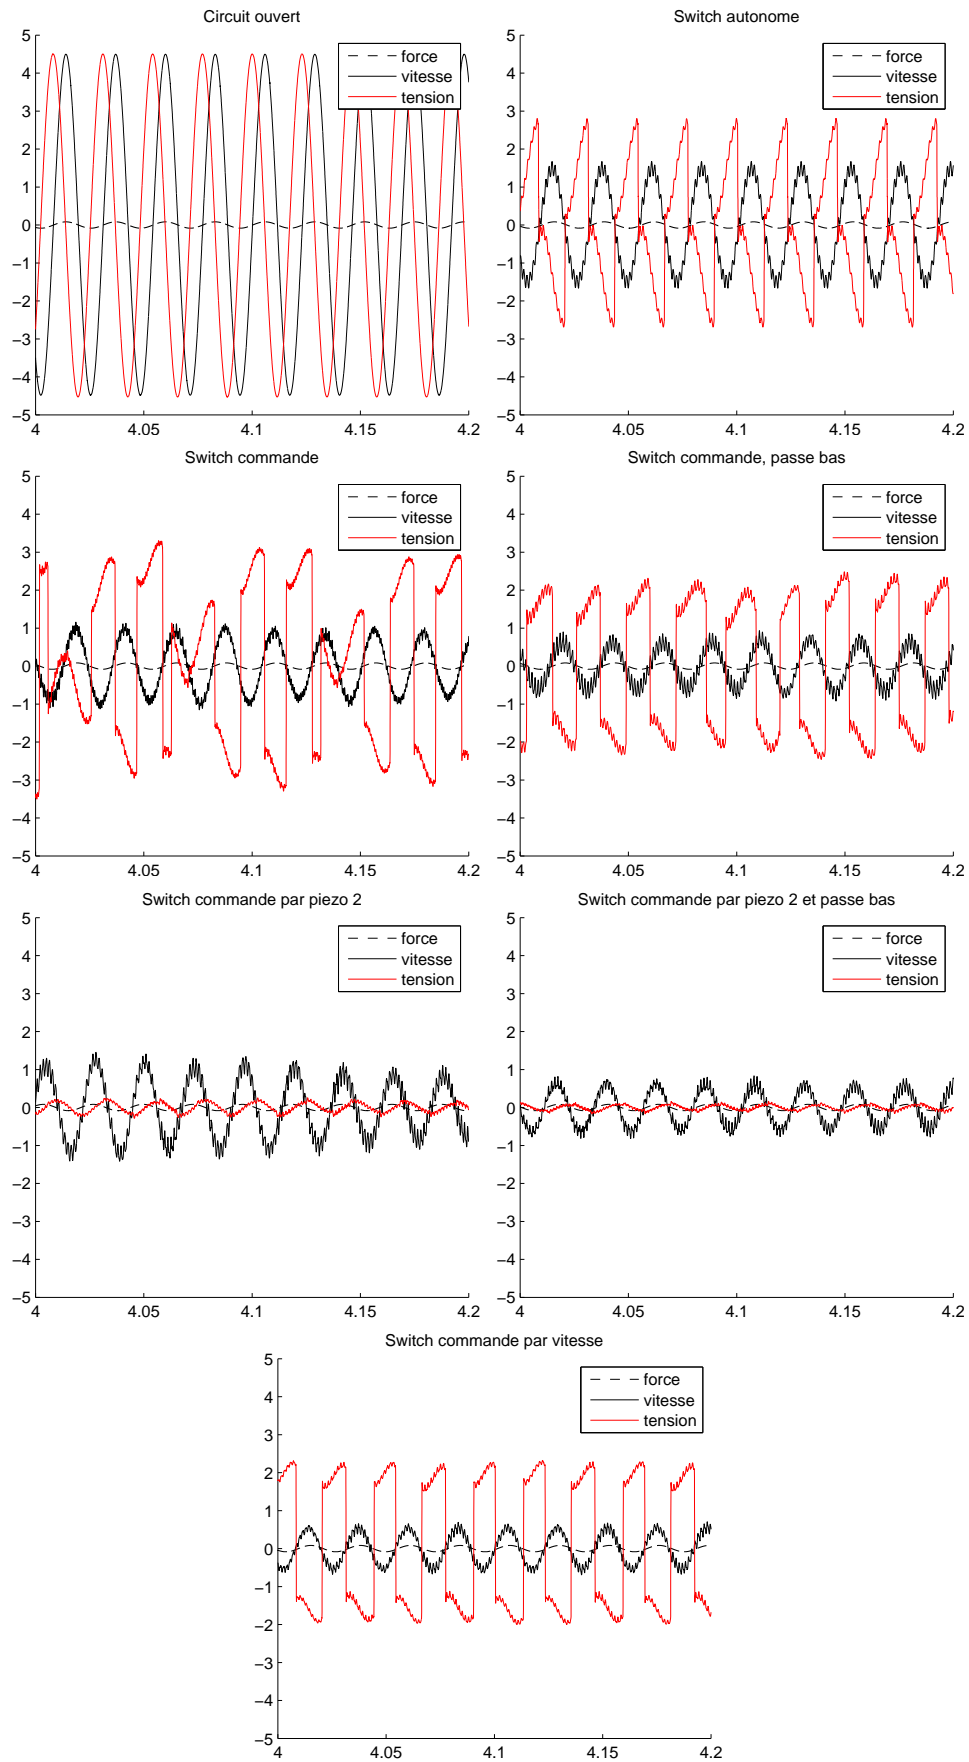 Circuit ouvert
5
4
3
2
1
0
−1
−2
−3
−4
−5
4 4.05 4.1 4.15 4.2
force
vitesse
tension
Switch autonome
5
4
3
2
1
0
−1
−2
−3
−4
−5
4 4.05 4.1 4.15 4.2
force
vitesse
tension
Switch commande
5
4
3
2
1
0
−1
−2
−3
−4
−5
4 4.05 4.1 4.15 4.2
force
vitesse
tension
Switch commande, passe bas
5
4
3
2
1
0
−1
−2
−3
−4
−5
4 4.05 4.1 4.15 4.2
force
vitesse
tension
Switch commande par piezo 2
5
4
3
2
1
0
−1
−2
−3
−4
−5
4 4.05 4.1 4.15 4.2
force
vitesse
tension
Switch commande par piezo 2 et passe bas
5
4
3
2
1
0
−1
−2
−3
−4
−5
4 4.05 4.1 4.15 4.2
force
vitesse
tension
Switch commande par vitesse
5
4
3
2
1
0
−1
−2
−3
−4
−5
4 4.05 4.1 4.15 4.2
force
vitesse
tension